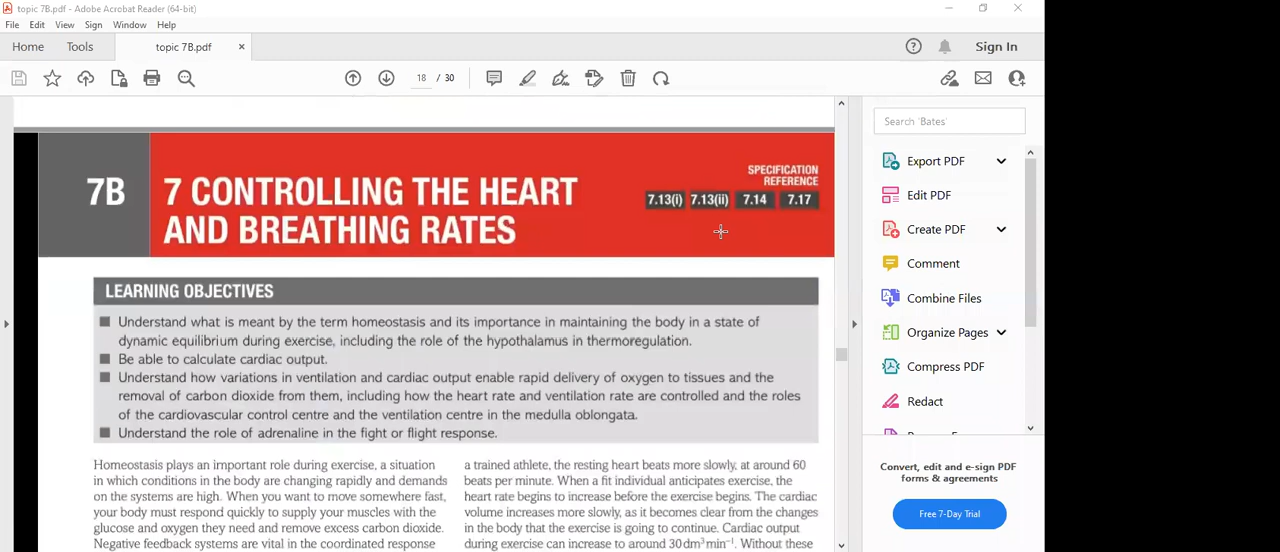 topic 7B.pdf - Adobe Acrobat Reader (64-bit)
File Edit View Sign Window Help
Home Tools topic 7B.pdf × Sign In
18 / 30
7B
7 CONTROLLING THE HEART
AND BREATHING RATES
SPECIFICATION
REFERENCE
7.13(i) 7.13(ii) 7.14 7.17
LEARNING OBJECTIVES
Understand what is meant by the term homeostasis and its importance in maintaining the body in a state of
dynamic equilibrium during exercise, including the role of the hypothalamus in thermoregulation.
Be able to calculate cardiac output.
Understand how variations in ventilation and cardiac output enable rapid delivery of oxygen to tissues and the
removal of carbon dioxide from them, including how the heart rate and ventilation rate are controlled and the roles
of the cardiovascular control centre and the ventilation centre in the medulla oblongata.
Understand the role of adrenaline in the fight or flight response.
Homeostasis plays an important role during exercise, a situation
in which conditions in the body are changing rapidly and demands
on the systems are high. When you want to move somewhere fast,
your body must respond quickly to supply your muscles with the
glucose and oxygen they need and remove excess carbon dioxide.
Negative feedback systems are vital in the coordinated response
a trained athlete, the resting heart beats more slowly, at around 60
beats per minute. When a fit individual anticipates exercise, the
heart rate begins to increase before the exercise begins. The cardiac
volume increases more slowly, as it becomes clear from the changes
in the body that the exercise is going to continue. Cardiac output
during exercise can increase to around 30 dm³ min⁻¹. Without these
Search 'Bates'
Export PDF
Edit PDF
Create PDF
Comment
Combine Files
Organize Pages
Compress PDF
Redact
Convert, edit and e-sign PDF
forms & agreements
Free 7-Day Trial